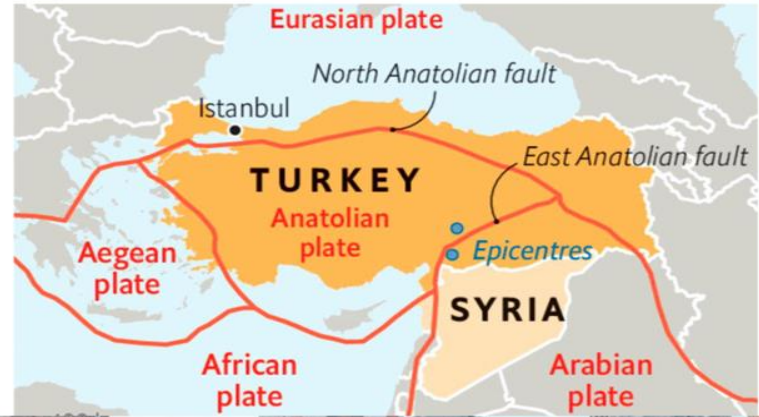 Eurasian plate
North Anatolian fault
Istanbul
East Anatolian fault
TURKEY
Anatolian
plate
Aegean
plate
Epicentres
SYRIA
African
plate
Arabian
plate